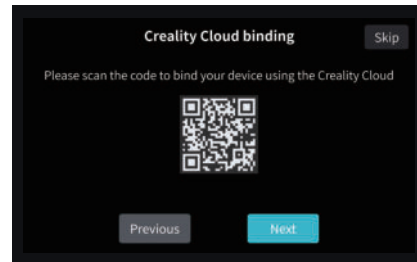 Creality Cloud binding
Skip
Please scan the code to bind your device using the Creality Cloud
Previous
Next